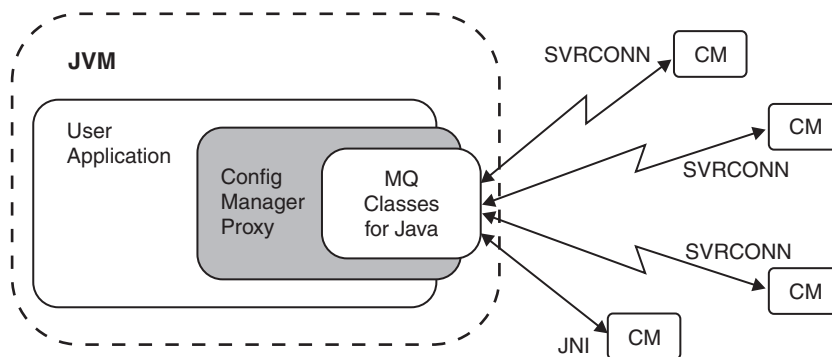 JVM
User
Application
Config
Manager
Proxy
MQ
Classes
for Java
SVRCONN
CM
CM
SVRCONN
SVRCONN
CM
JNI
CM